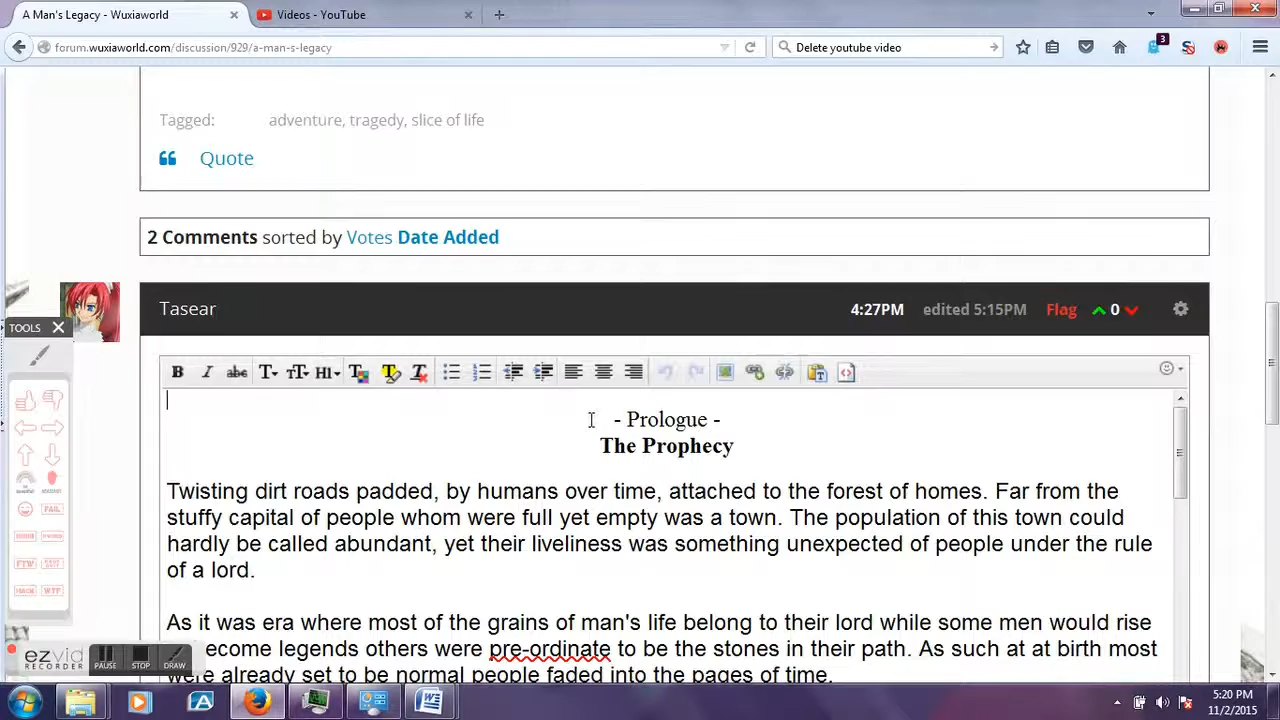 A Man's Legacy - Wuxiaworld
Videos - YouTube
forum.wuxiaworld.com/discussion/929/a-man-s-legacy
Delete youtube video
3
Tagged: adventure, tragedy, slice of life
Quote
2 Comments sorted by Votes Date Added
Tasear 4:27PM edited 5:15PM Flag 0
TOOLS
B I abc T T H1 T T T
- Prologue -
The Prophecy
Twisting dirt roads padded, by humans over time, attached to the forest of homes. Far from the
stuffy capital of people whom were full yet empty was a town. The population of this town could
hardly be called abundant, yet their liveliness was something unexpected of people under the rule
of a lord.
As it was era where most of the grains of man's life belong to their lord while some men would rise
ecome legends others were pre-ordinate to be the stones in their path. As such at at birth most
were already set to be normal people faded into the pages of time.
FAIL
FTW
WTF
ezvid
RECORDER
PAUSE
STOP
DRAW
5:20 PM
11/2/2015